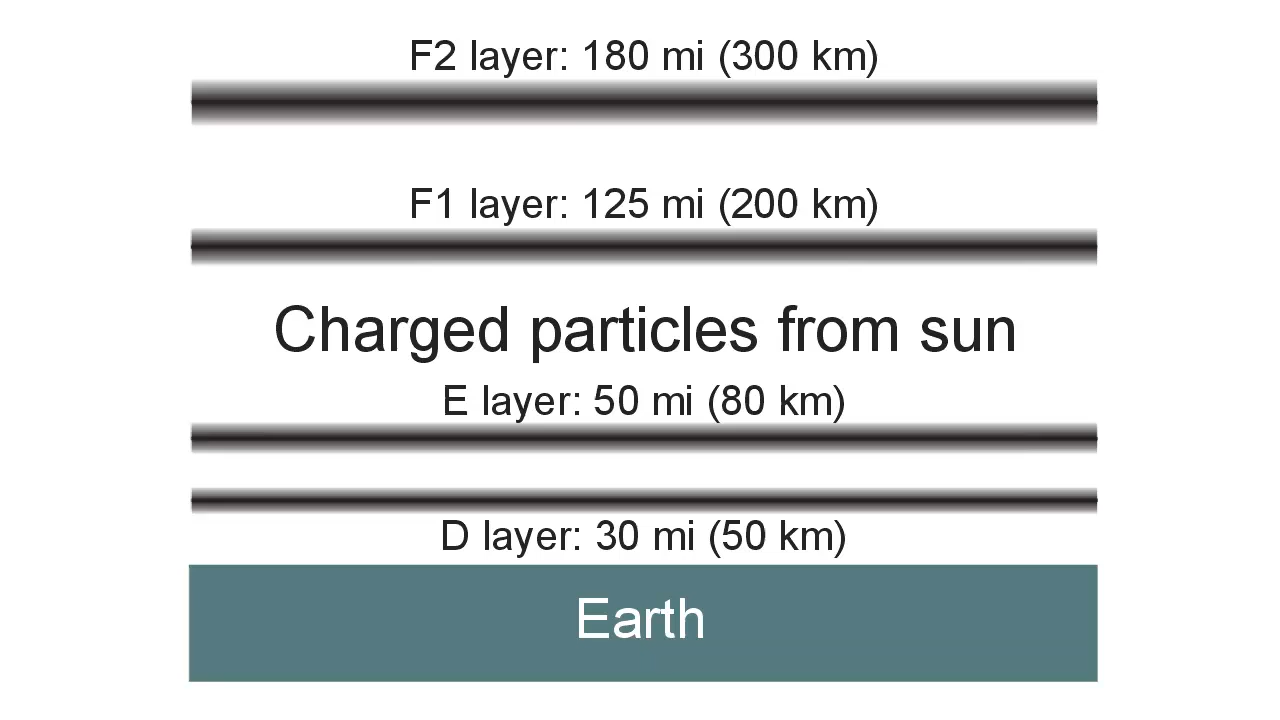 F2 layer: 180 mi (300 km)
F1 layer: 125 mi (200 km)
Charged particles from sun
E layer: 50 mi (80 km)
D layer: 30 mi (50 km)
Earth